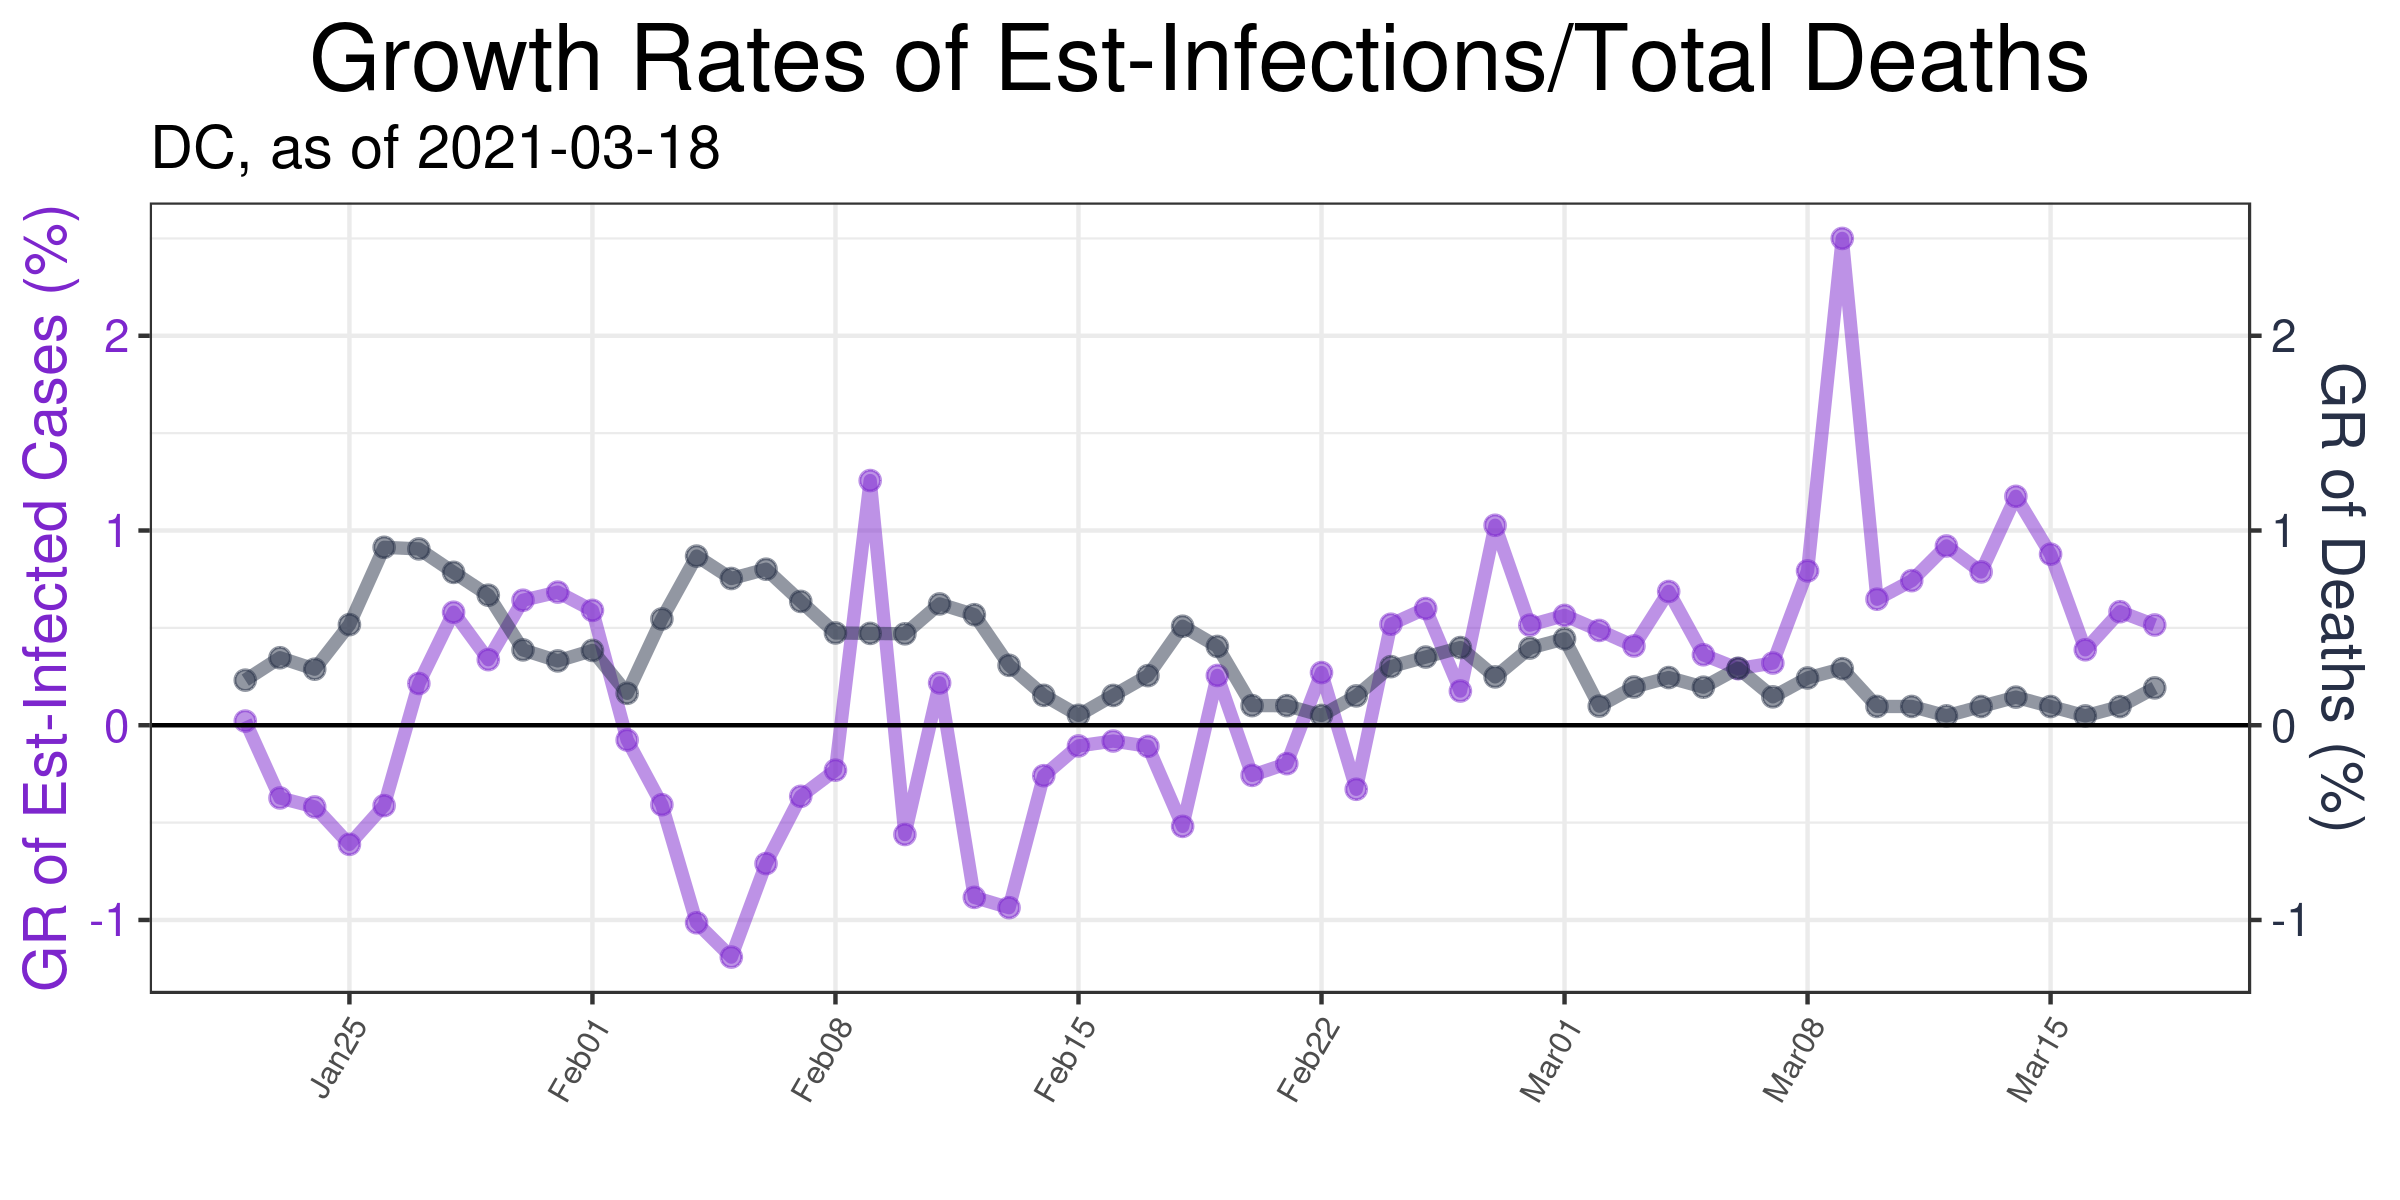 Growth Rates of Est-Infections/Total Deaths
DC, as of 2021-03-18
GR of Est-Infected Cases (%)
2
1
0
-1
2
1
0
-1
GR of Deaths (%)
Jan25
Feb01
Feb08
Feb15
Feb22
Mar01
Mar08
Mar15